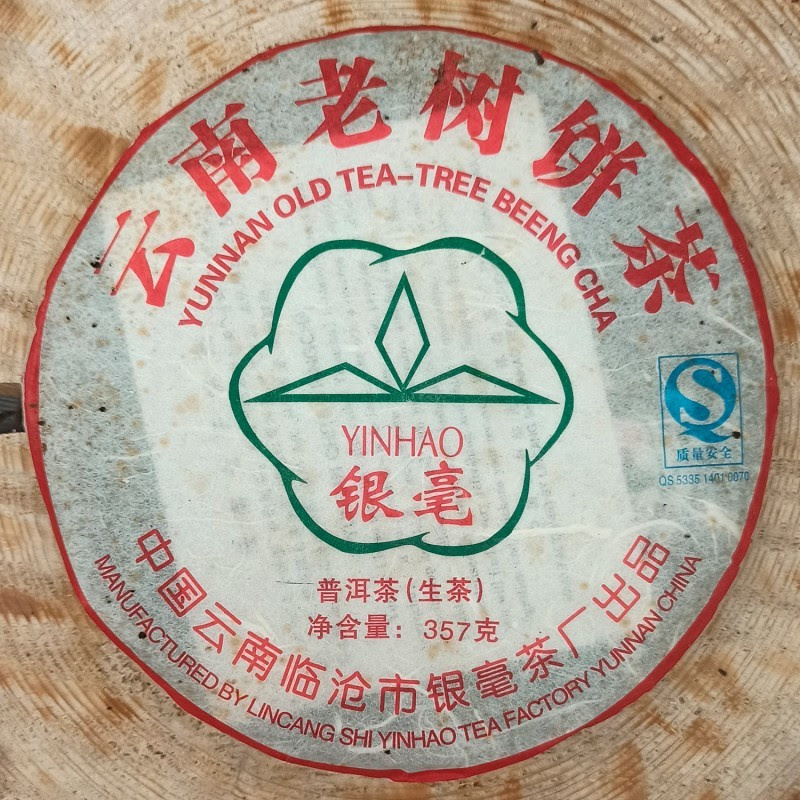 云南老树饼茶
YUNNAN OLD TEA-TREE BEENG CHA
YINHAO
银毫
质量安全
QS 5335 1401 0070
普洱茶(生茶)
净含量: 357克
中国云南临沧市银毫茶厂出品
MANUFACTURED BY LINCANG SHI YINHAO TEA FACTORY YUNNAN CHINA